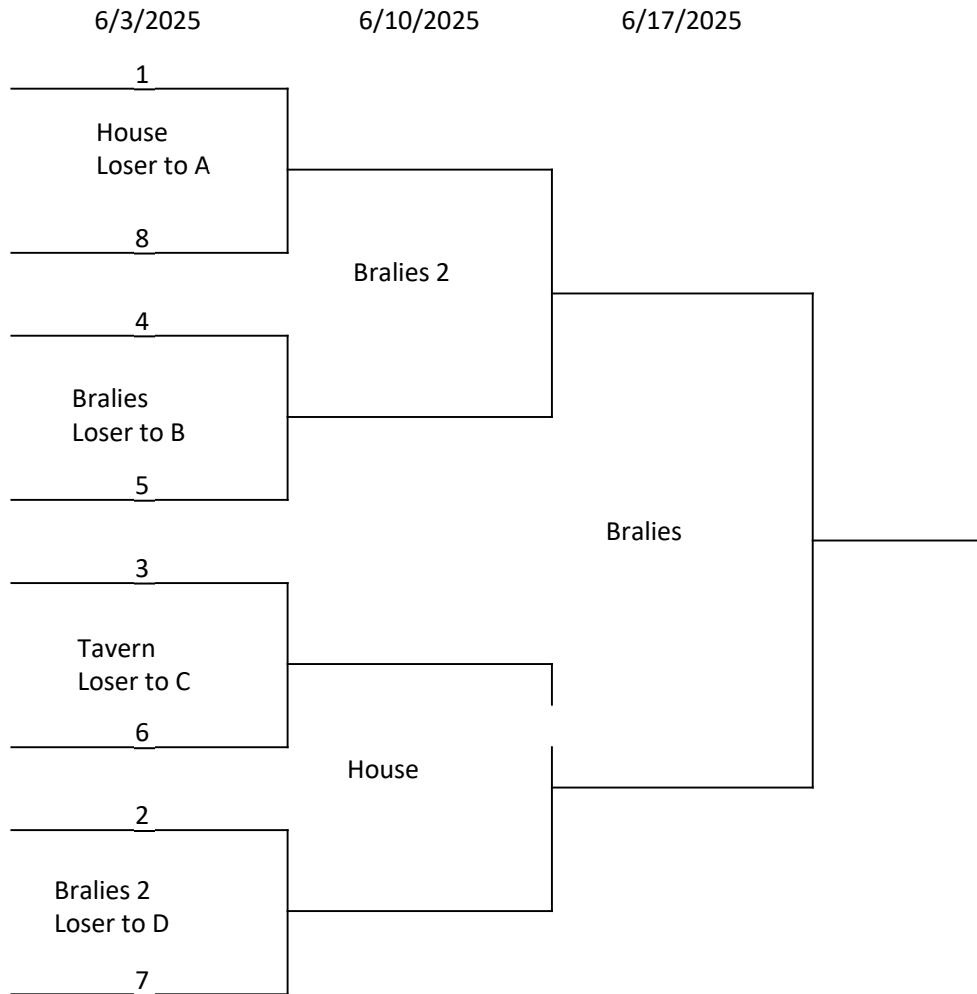 6/3/2025 6/10/2025 6/17/2025
1
House
Loser to A
8
Bralies 2
4
Bralies
Loser to B
5
Bralies
3
Tavern
Loser to C
6
House
2
Bralies 2
Loser to D
7